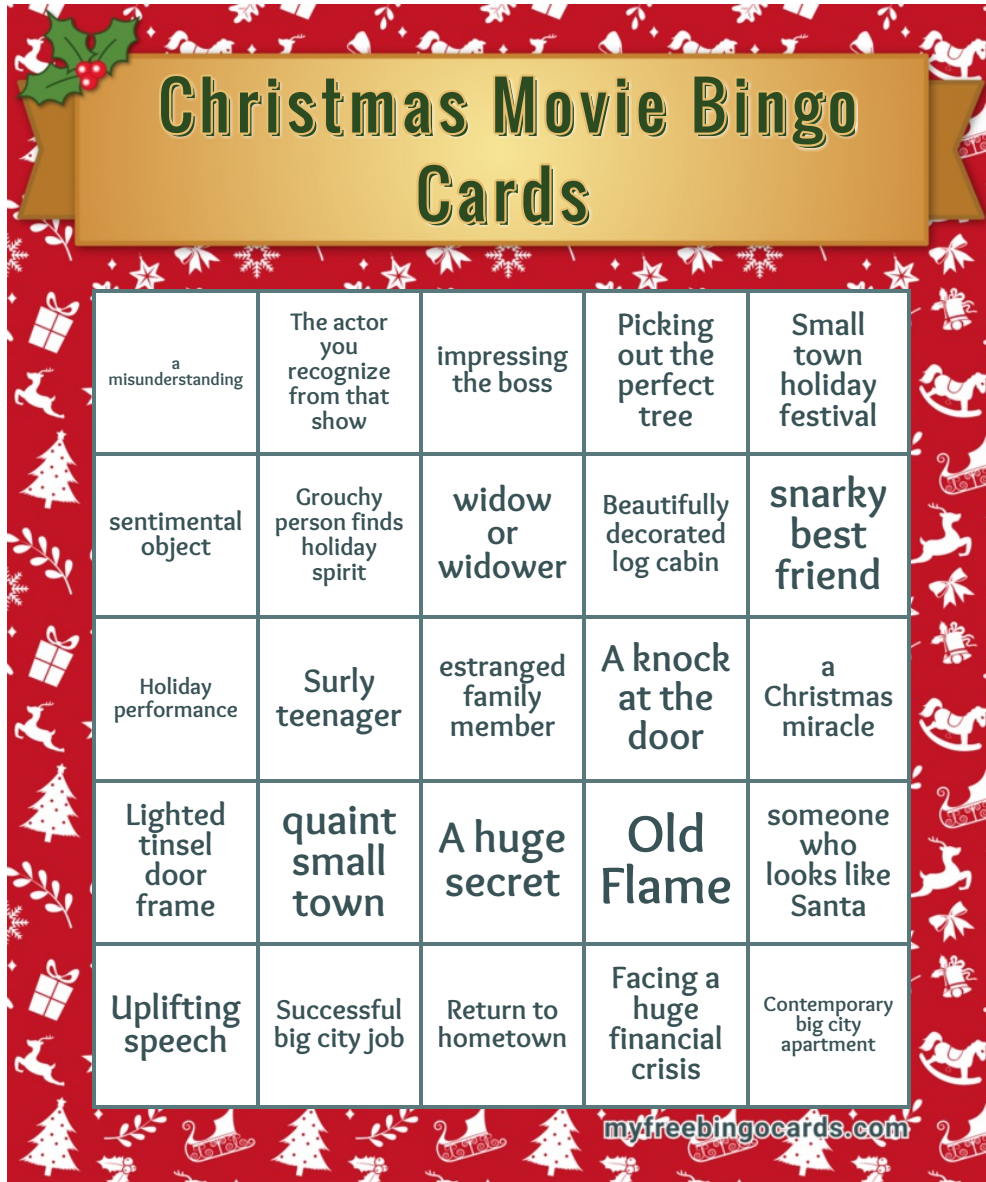 Christmas Movie Bingo
Cards
a
misunderstanding
The actor
you
recognize
from that
show
impressing
the boss
Picking
out the
perfect
tree
Small
town
holiday
festival
sentimental
object
Grouchy
person finds
holiday
spirit
widow
or
widower
Beautifully
decorated
log cabin
snarky
best
friend
Holiday
performance
Surly
teenager
estranged
family
member
A knock
at the
door
a
Christmas
miracle
Lighted
tinsel
door
frame
quaint
small
town
A huge
secret
Old
Flame
someone
who
looks like
Santa
Uplifting
speech
Successful
big city job
Return to
hometown
Facing a
huge
financial
crisis
Contemporary
big city
apartment
myfreebingocards.com